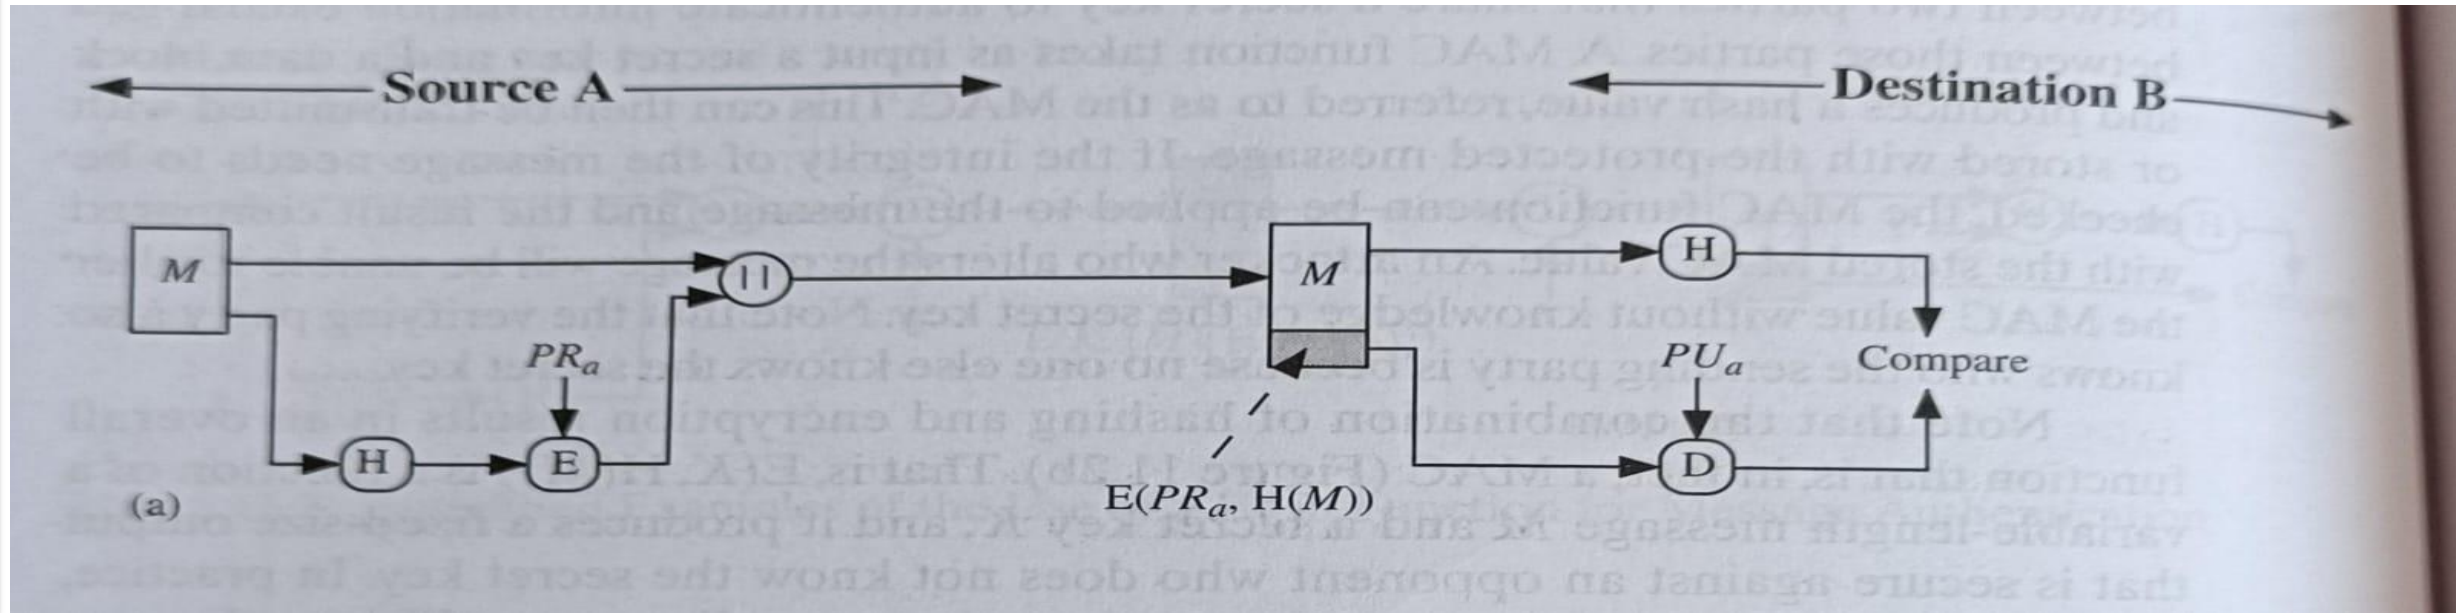 Source A
Destination B
M
||
M
H
PRa
PUa
Compare
H
E
D
E(PRa, H(M))
(a)